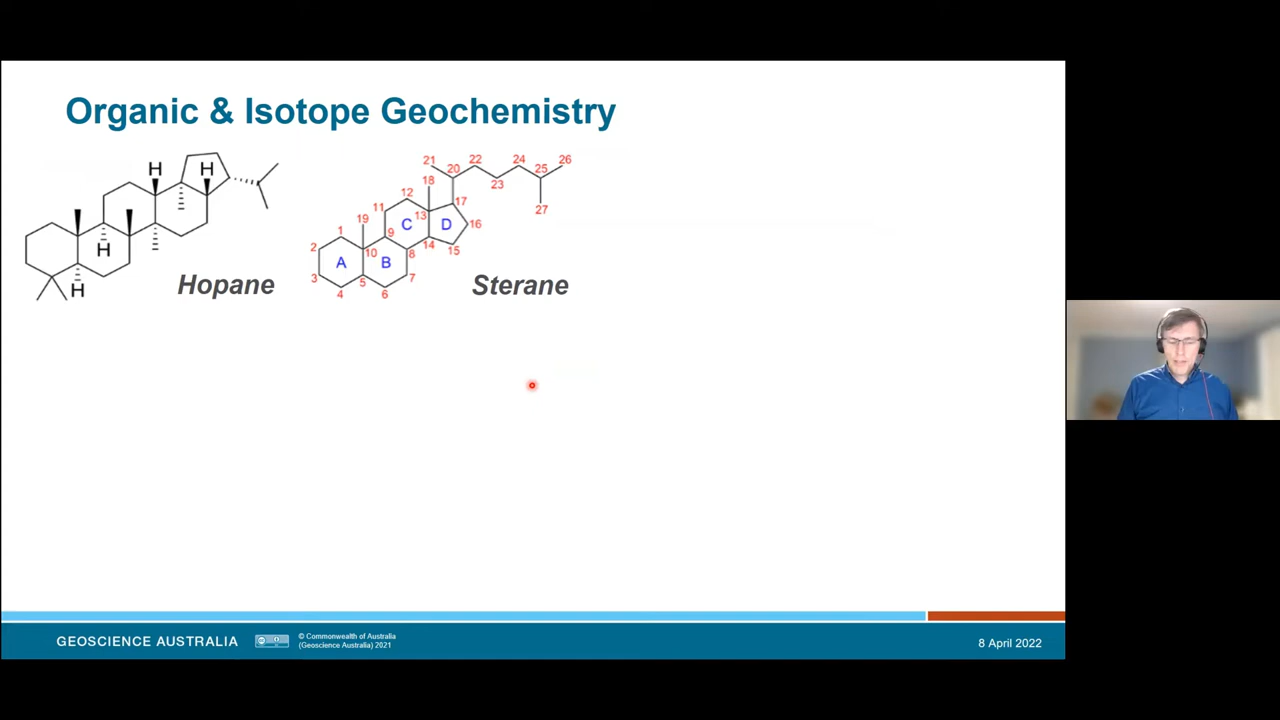 Organic & Isotope Geochemistry
H H
H
H
Hopane
21 22 24 26
20 25
23
18
12
27
11 17
19 13
C D 16
1
9
2 14
10 8 15
A B
3 5 7
4 6
Sterane
GEOSCIENCE AUSTRALIA
© Commonwealth of Australia
(Geoscience Australia) 2021
8 April 2022